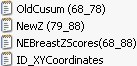 OldCusum (68_78)
NewZ (79_88)
NEBreastZScores(68_88)
ID_XYCoordinates